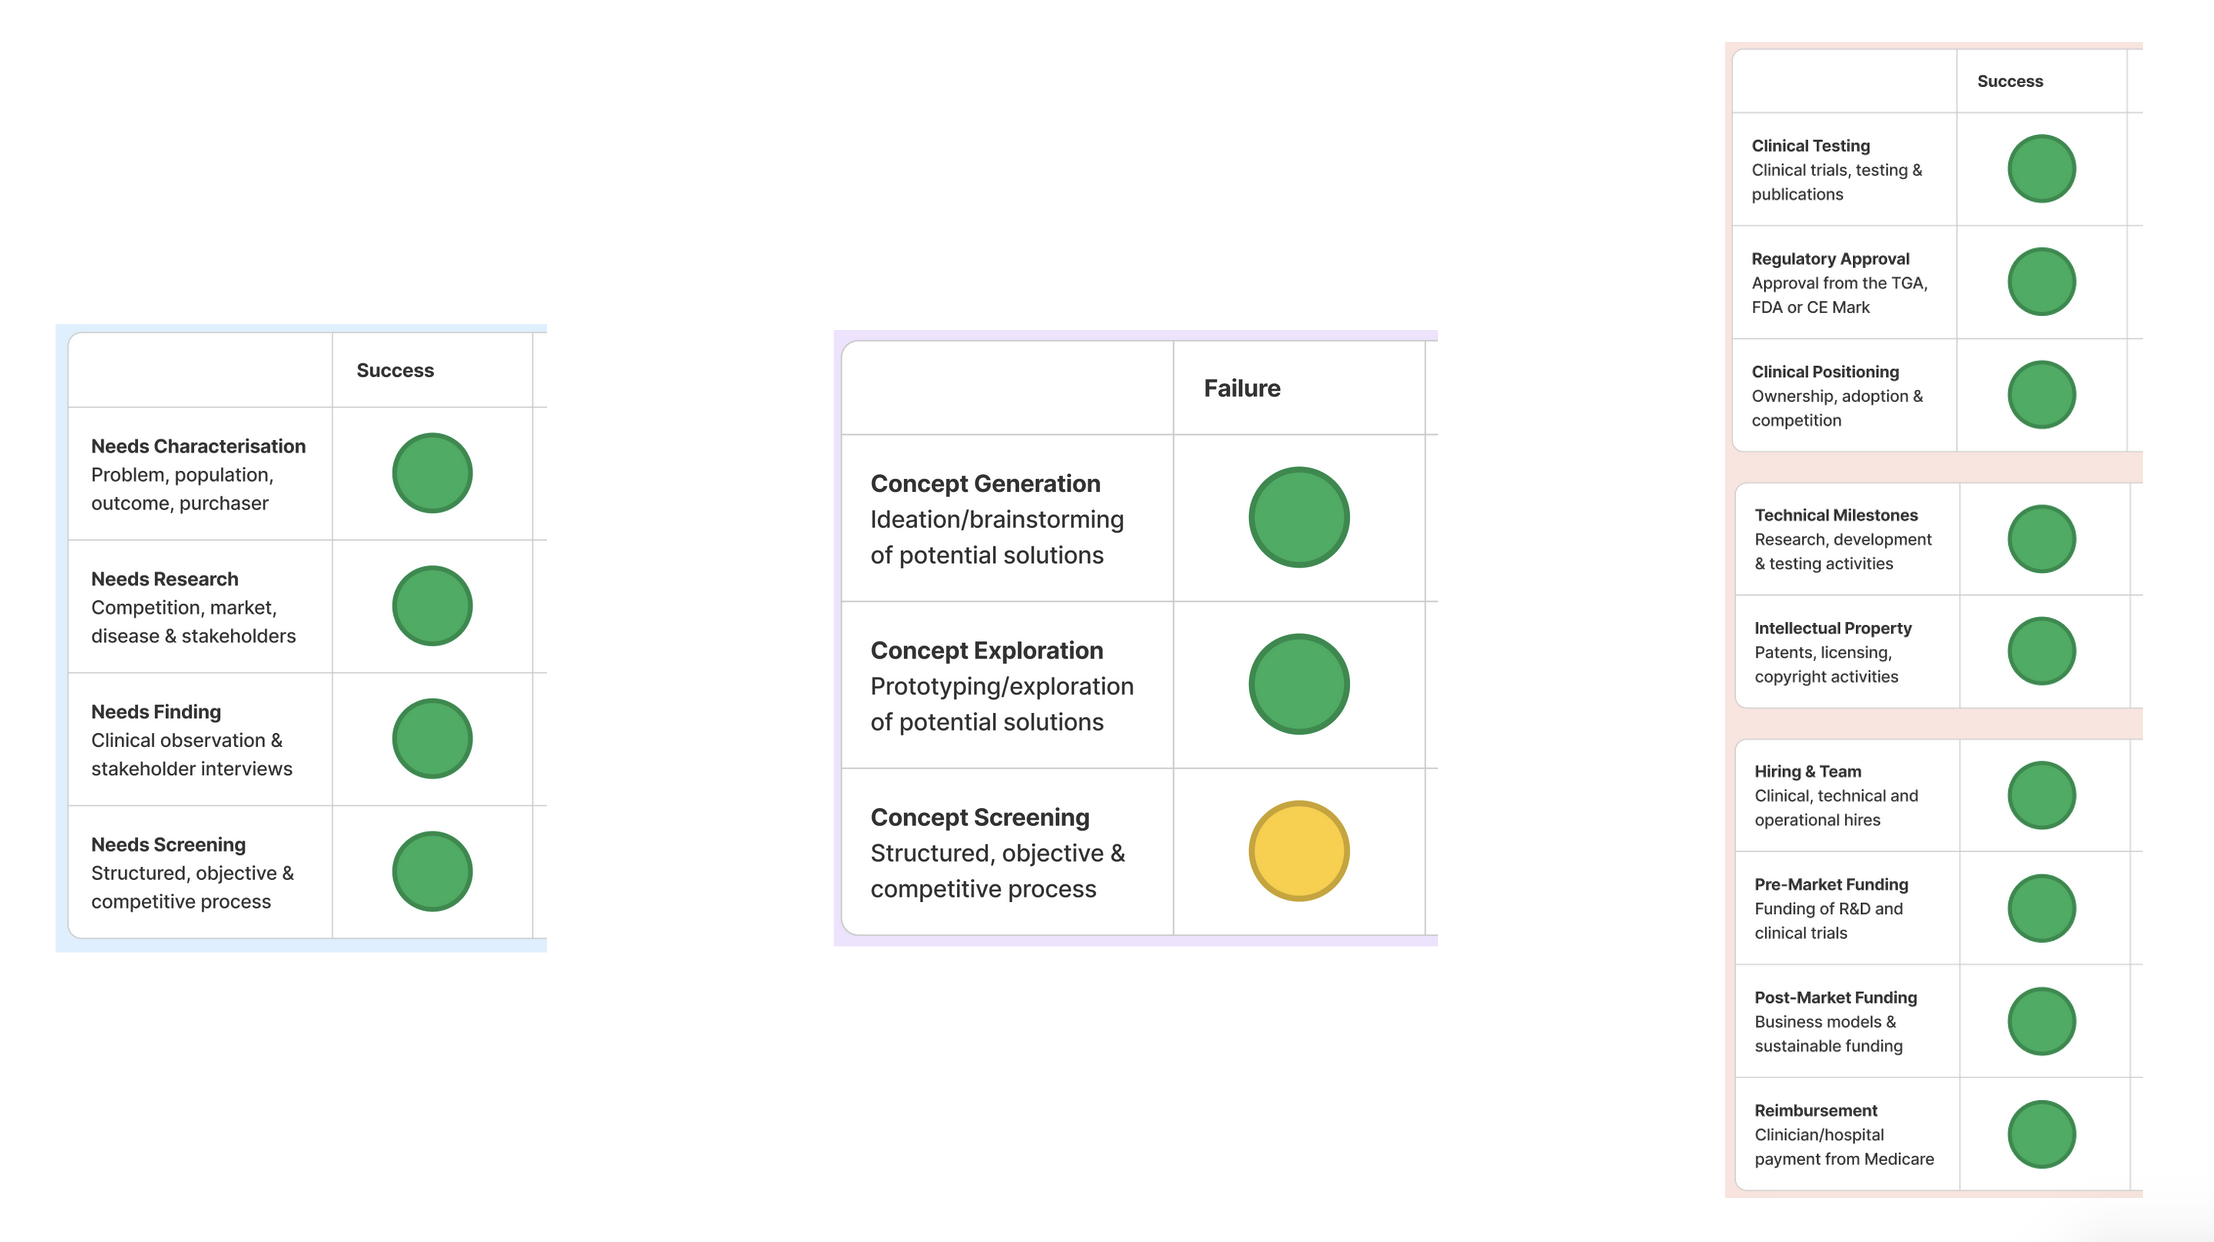 Success
Needs Characterisation
Problem, population,
outcome, purchaser
Needs Research
Competition, market,
disease & stakeholders
Needs Finding
Clinical observation &
stakeholder interviews
Needs Screening
Structured, objective &
competitive process
Failure
Concept Generation
Ideation/brainstorming
of potential solutions
Concept Exploration
Prototyping/exploration
of potential solutions
Concept Screening
Structured, objective &
competitive process
Success
Clinical Testing
Clinical trials, testing &
publications
Regulatory Approval
Approval from the TGA,
FDA or CE Mark
Clinical Positioning
Ownership, adoption &
competition
Technical Milestones
Research, development
& testing activities
Intellectual Property
Patents, licensing,
copyright activities
Hiring & Team
Clinical, technical and
operational hires
Pre-Market Funding
Funding of R&D and
clinical trials
Post-Market Funding
Business models &
sustainable funding
Reimbursement
Clinician/hospital
payment from Medicare